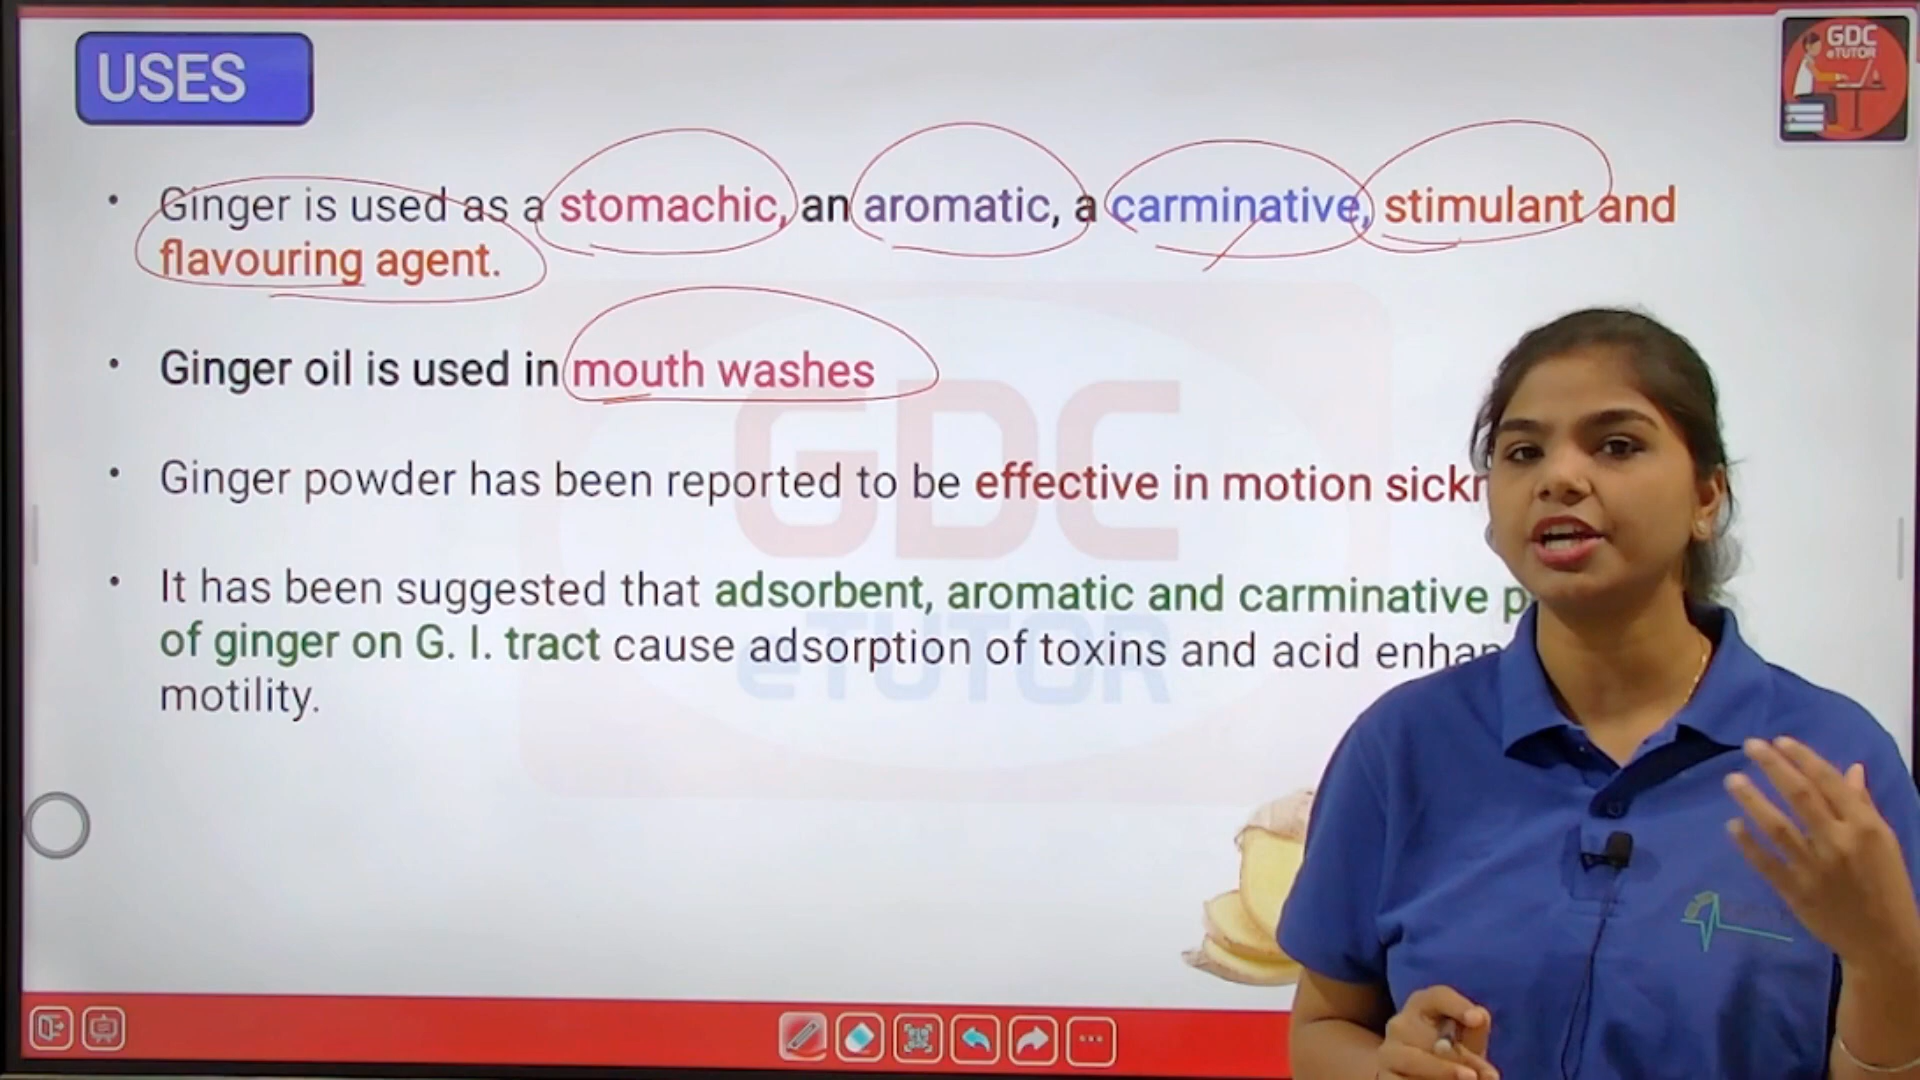 USES
GDC
eTUTOR
• Ginger is used as a stomachic, an aromatic, a carminative, stimulant and
flavouring agent.
• Ginger oil is used in mouth washes
• Ginger powder has been reported to be effective in motion
• It has been suggested that adsorbent, aromatic and carminative
of ginger on G. I. tract cause adsorption of toxins and acid
motility.
GDC
eTUTOR